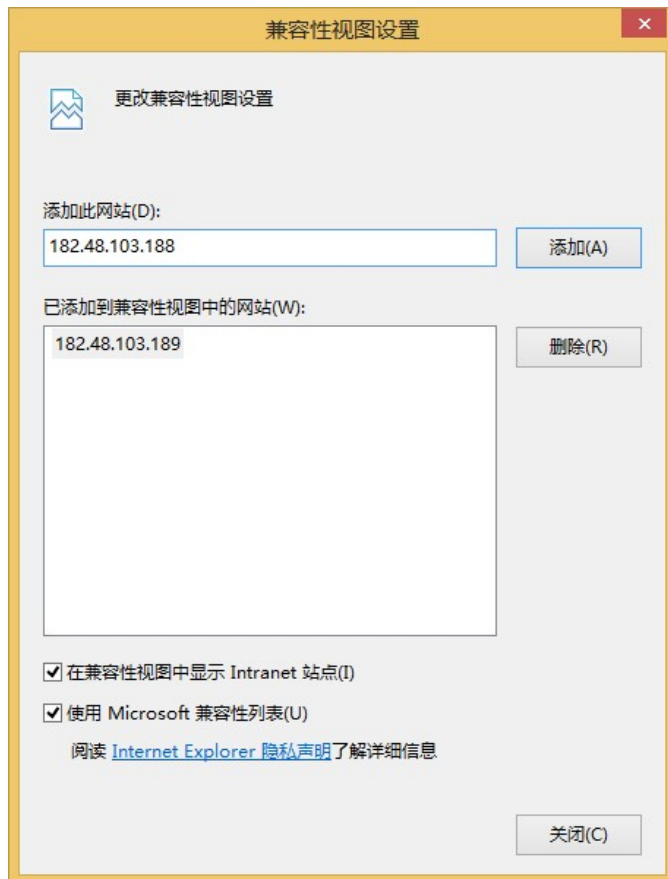 兼容性视图设置
更改兼容性视图设置
添加此网站(D):
182.48.103.188
添加(A)
已添加到兼容性视图中的网站(W):
182.48.103.189
删除(R)
在兼容性视图中显示 Intranet 站点(I)
使用 Microsoft 兼容性列表(U)
阅读 Internet Explorer 隐私声明了解详细信息
关闭(C)